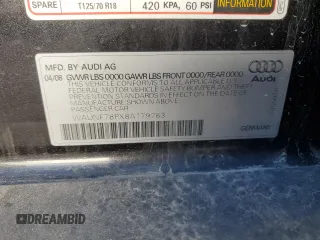 SPARE T125/70 R18 420 KPA, 60 PSI INFORMATION
MFD. BY AUDI AG
04/08 GVWR LBS 0000 GAWR LBS FRONT 0000/REAR 0000
THIS VEHICLE CONFORMS TO ALL APPLICABLE U.S.
FEDERAL MOTOR VEHICLE SAFETY BUMPER AND THEFT
PREVENTION STANDARDS IN EFFECT ON THE DATE OF
MANUFACTURE SHOWN ABOVE
PASSENGER CAR
Audi
DREAMBID